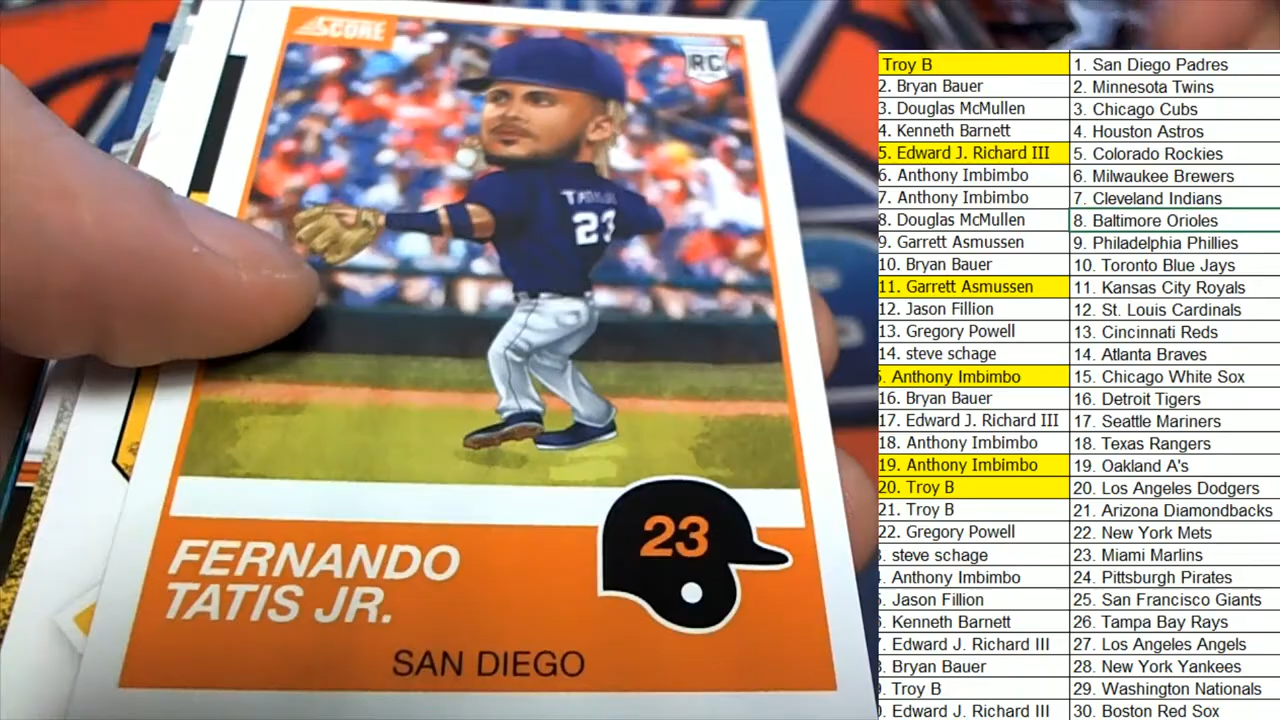 SCORE
RC
23
23
FERNANDO
TATIS JR.
SAN DIEGO
Troy B 1. San Diego Padres
2. Bryan Bauer 2. Minnesota Twins
3. Douglas McMullen 3. Chicago Cubs
4. Kenneth Barnett 4. Houston Astros
5. Edward J. Richard III 5. Colorado Rockies
6. Anthony Imbimbo 6. Milwaukee Brewers
7. Anthony Imbimbo 7. Cleveland Indians
8. Douglas McMullen 8. Baltimore Orioles
9. Garrett Asmussen 9. Philadelphia Phillies
10. Bryan Bauer 10. Toronto Blue Jays
11. Garrett Asmussen 11. Kansas City Royals
12. Jason Fillion 12. St. Louis Cardinals
13. Gregory Powell 13. Cincinnati Reds
14. steve schage 14. Atlanta Braves
5. Anthony Imbimbo 15. Chicago White Sox
16. Bryan Bauer 16. Detroit Tigers
17. Edward J. Richard III 17. Seattle Mariners
18. Anthony Imbimbo 18. Texas Rangers
19. Anthony Imbimbo 19. Oakland A's
20. Troy B 20. Los Angeles Dodgers
21. Troy B 21. Arizona Diamondbacks
22. Gregory Powell 22. New York Mets
3. steve schage 23. Miami Marlins
4. Anthony Imbimbo 24. Pittsburgh Pirates
5. Jason Fillion 25. San Francisco Giants
6. Kenneth Barnett 26. Tampa Bay Rays
7. Edward J. Richard III 27. Los Angeles Angels
8. Bryan Bauer 28. New York Yankees
9. Troy B 29. Washington Nationals
0. Edward J. Richard III 30. Boston Red Sox